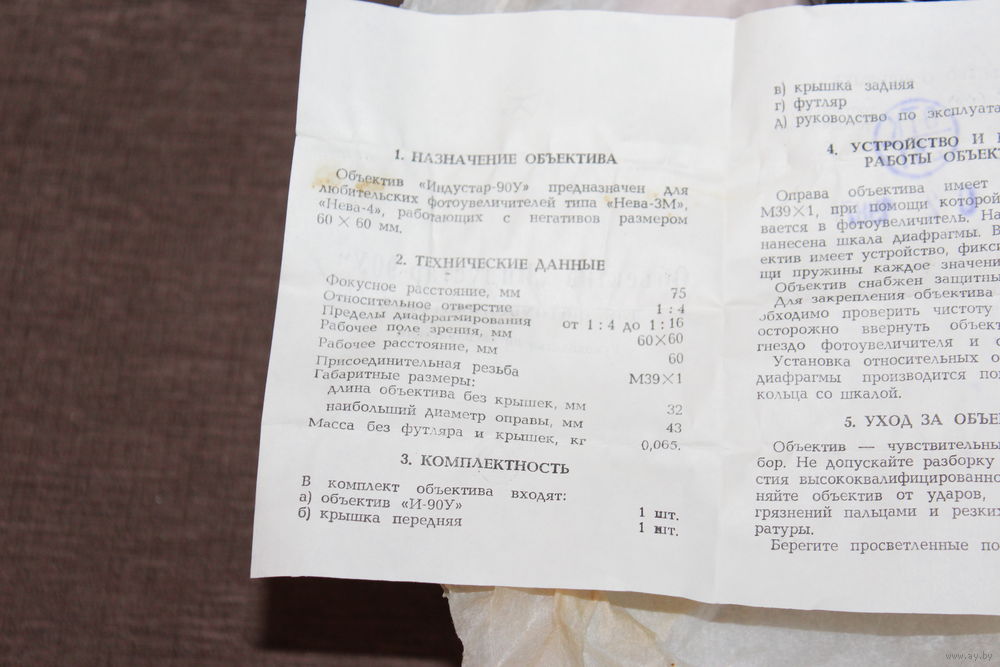 1. НАЗНАЧЕНИЕ ОБЪЕКТИВА
Объектив «Индустар-90У» предназначен для
любительских фотоувеличителей типа «Нева-3М»,
«Нева-4», работающих с негативов размером
60 × 60 мм.
2. ТЕХНИЧЕСКИЕ ДАННЫЕ
Фокусное расстояние, мм 75
Относительное отверстие 1 : 4
Пределы диафрагмирования от 1 : 4 до 1 : 16
Рабочее поле зрения, мм 60×60
Рабочее расстояние, мм 60
Присоединительная резьба М39×1
Габаритные размеры:
длина объектива без крышек, мм 32
наибольший диаметр оправы, мм 43
Масса без футляра и крышек, кг 0,065.
3. КОМПЛЕКТНОСТЬ
В комплект объектива входят:
а) объектив «И-90У» 1 шт.
б) крышка передняя 1 шт.
в) крышка задняя
г) футляр
д) руководство по эксплуата
4. УСТРОЙСТВО И
РАБОТЫ ОБЪЕКТ
Оправа объектива имеет
М39×1, при помощи которой
вается в фотоувеличитель. На
нанесена шкала диафрагмы. В
ектив имеет устройство, фикси
щи пружины каждое значени
Объектив снабжен защитны
Для закрепления объектива
обходимо проверить чистоту
осторожно ввернуть объект
гнездо фотоувеличителя и с
Установка относительных о
диафрагмы производится по
кольца со шкалой.
5. УХОД ЗА ОБЪЕ
Объектив — чувствительны
бор. Не допускайте разборку
стия высококвалифицированно
няйте объектив от ударов,
грязнений пальцами и резких
ратуры.
Берегите просветленные по
www.ay.by